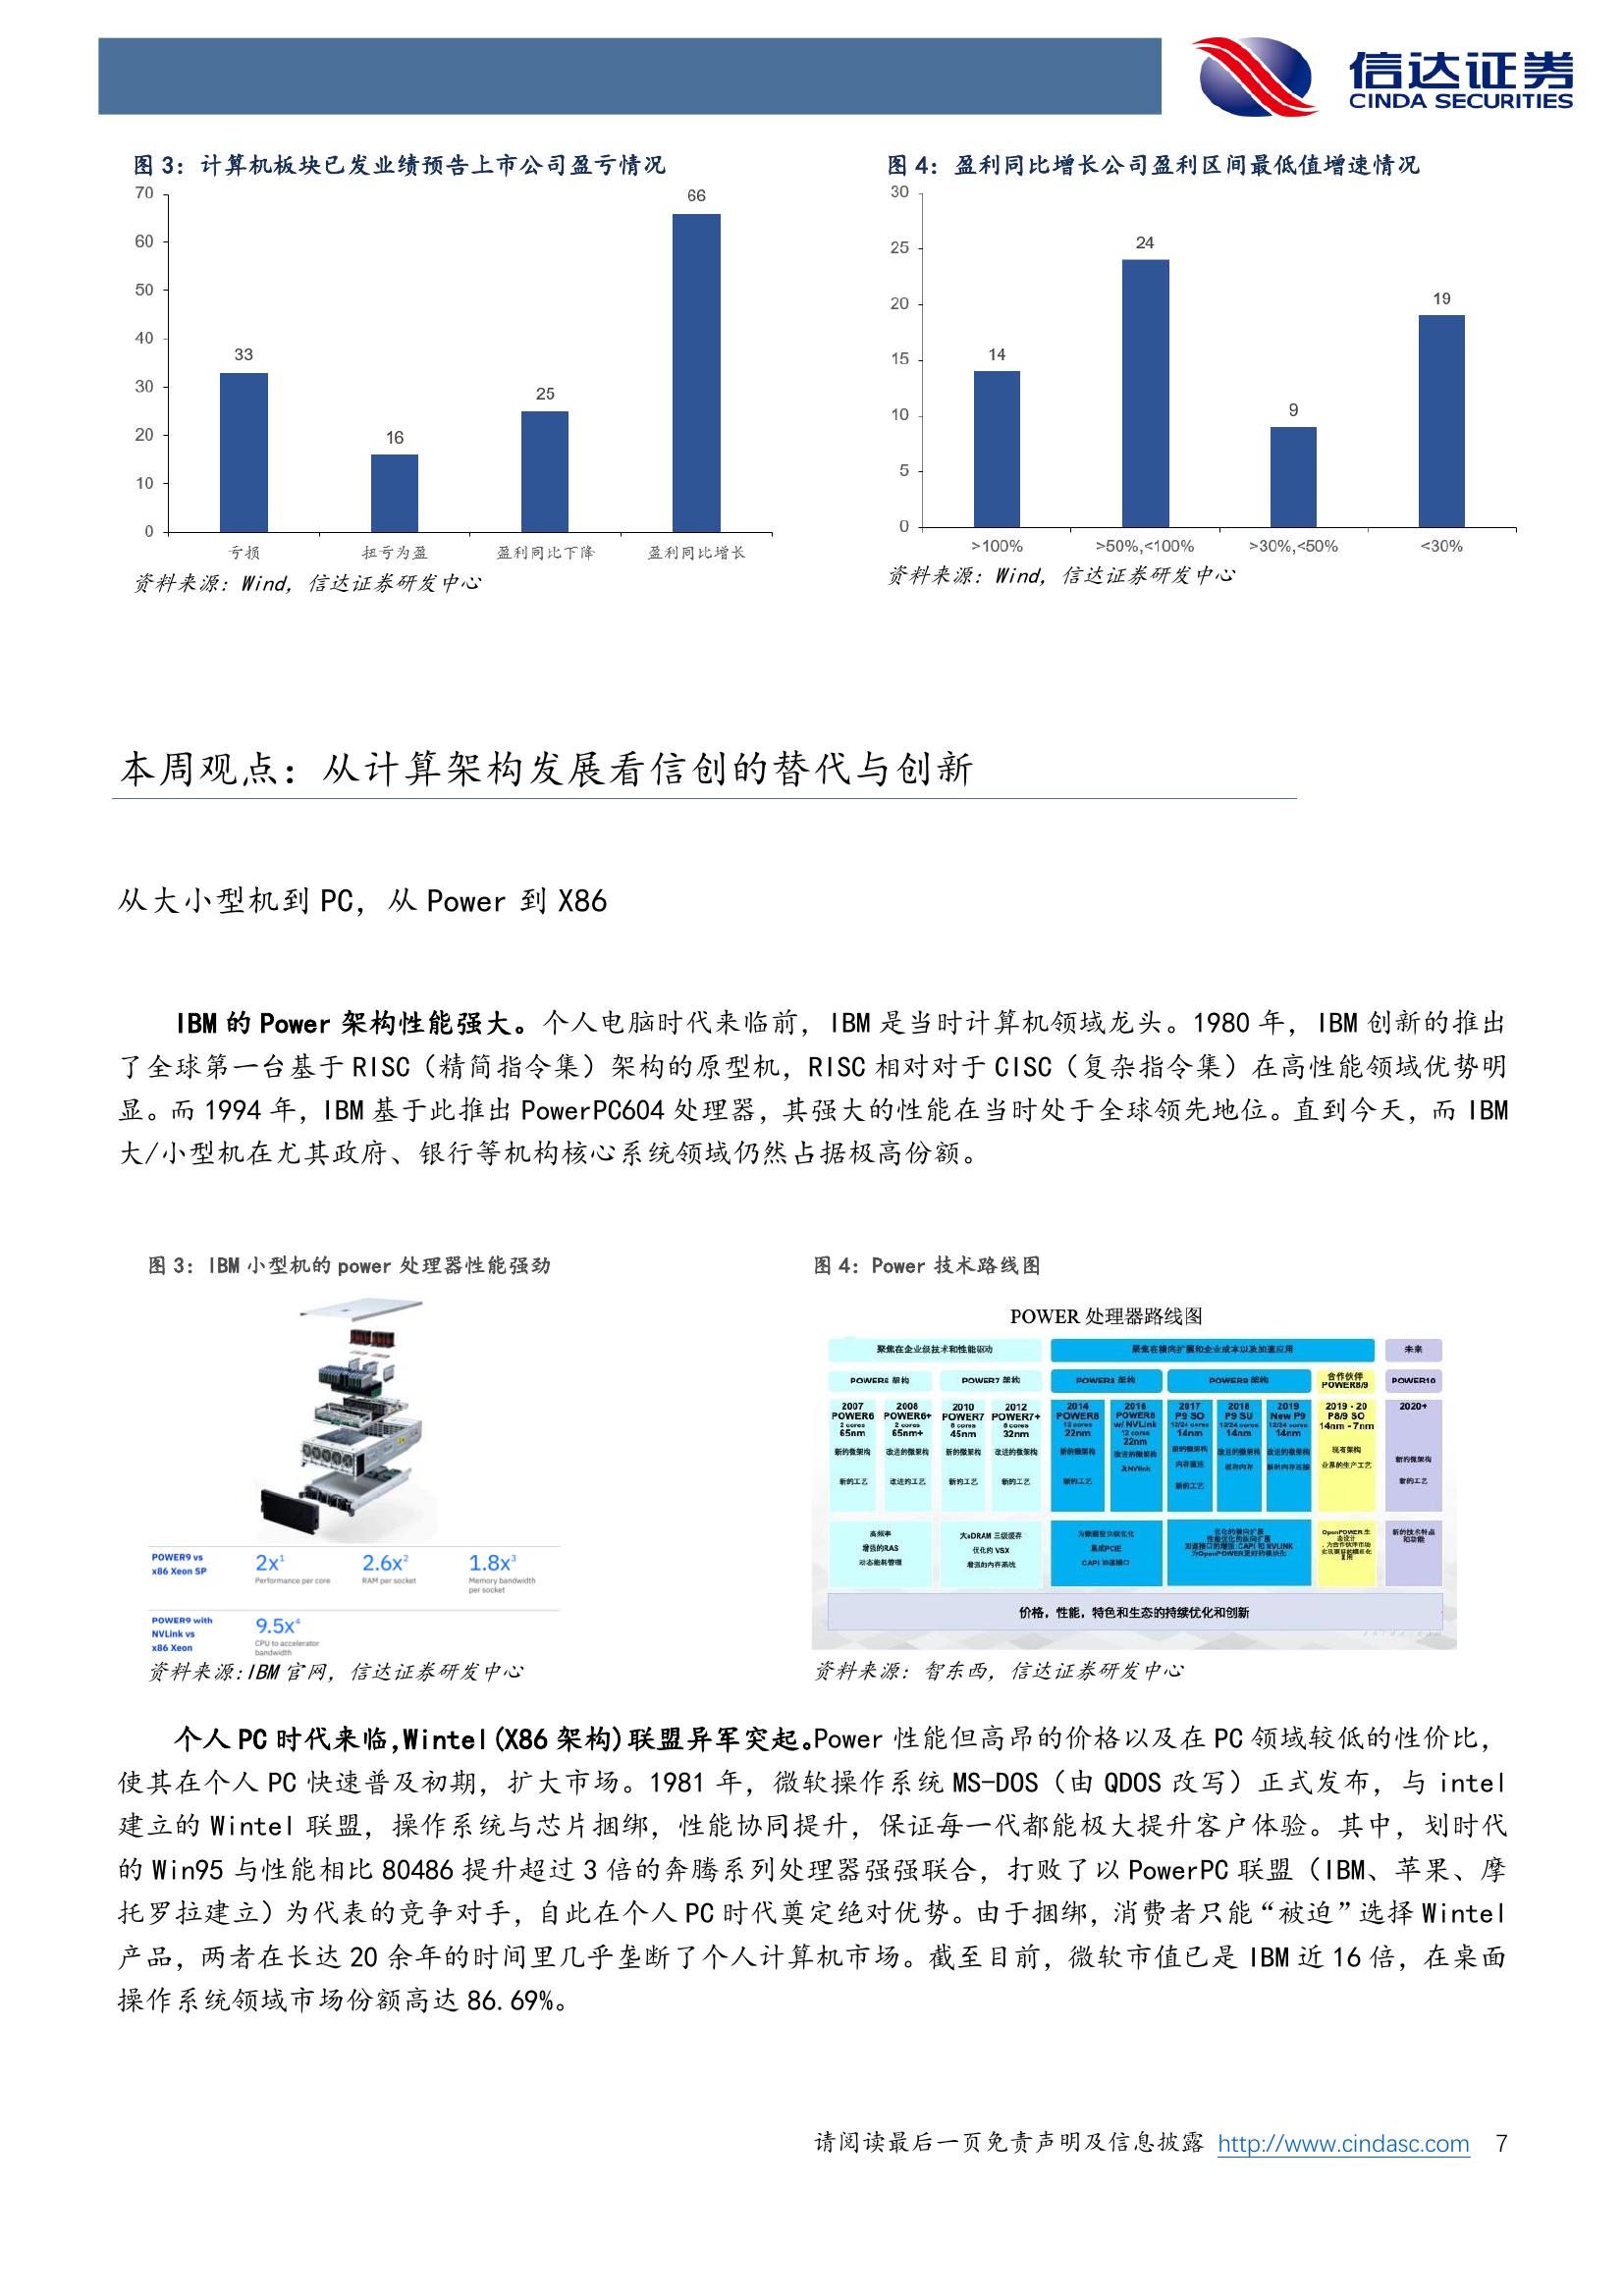 信达证券
CINDA SECURITIES
图 3：计算机板块已发业绩预告上市公司盈亏情况
70
60
50
40
30
20
10
0
33
16
25
66
亏损
扭亏为盈
盈利同比下降
盈利同比增长
资料来源：Wind，信达证券研发中心
图 4：盈利同比增长公司盈利区间最低值增速情况
30
25
20
15
10
5
0
14
24
9
19
>100%
>50%,<100%
>30%,<50%
<30%
资料来源：Wind，信达证券研发中心
本周观点：从计算架构发展看信创的替代与创新
从大小型机到 PC，从 Power 到 X86
IBM 的 Power 架构性能强大。个人电脑时代来临前，IBM 是当时计算机领域龙头。1980 年，IBM 创新的推出
了全球第一台基于 RISC（精简指令集）架构的原型机，RISC 相对对于 CISC（复杂指令集）在高性能领域优势明
显。而 1994 年，IBM 基于此推出 PowerPC604 处理器，其强大的性能在当时处于全球领先地位。直到今天，而 IBM
大/小型机在尤其政府、银行等机构核心系统领域仍然占据极高份额。
图 3：IBM 小型机的 power 处理器性能强劲
POWER9 vs
x86 Xeon SP
2x¹
Performance per core
2.6x²
RAM per socket
1.8x³
Memory bandwidth
per socket
POWER9 with
NVLink vs
x86 Xeon
9.5x⁴
CPU to accelerator
bandwidth
资料来源:IBM 官网，信达证券研发中心
图 4：Power 技术路线图
POWER 处理器路线图
聚焦在企业级技术和性能驱动
聚焦在横向扩展和企业成本以及加速应用
未来
POWER6 架构
POWER7 架构
POWER8 架构
POWER9 架构
合作伙伴
POWER8/9
POWER10
2007
POWER6
2 cores
65nm
新的微架构
新的工艺
2008
POWER6+
2 cores
65nm+
改进的微架构
改进的工艺
2010
POWER7
8 cores
45nm
新的微架构
新的工艺
2012
POWER7+
8 cores
32nm
改进的微架构
新的工艺
2014
POWER8
12 cores
22nm
新的微架构
新的工艺
2016
POWER8
w/ NVLink
12 cores
22nm
改进的微架构
及NVlink
2017
P9 SO
12/24 cores
14nm
新的微架构
内存直连
新的工艺
2018
P9 SU
12/24 cores
14nm
改进的微架构
缓存内存
2019
New P9
12/24 cores
14nm
改进的微架构
新的内存连接
2019 - 20
P8/9 SO
14nm - 7nm
现有架构
业界的生产工艺
2020+
新的微架构
新的工艺
高频率
增强的RAS
动态能耗管理
大eDRAM 三级缓存
优化的 VSX
增强的内存系统
为数据型负载优化
集成PCIE
CAPI 加速接口
优化的横向扩展
性能优化的纵向扩展
加速接口的增强: CAPI 和 NVLINK
为OpenPOWER更好的模块化
OpenPOWER 生
态设计
新的技术特点
和功能
价格，性能，特色和生态的持续优化和创新
资料来源：智东西，信达证券研发中心
个人 PC 时代来临,Wintel(X86 架构)联盟异军突起。Power 性能但高昂的价格以及在 PC 领域较低的性价比，
使其在个人 PC 快速普及初期，扩大市场。1981 年，微软操作系统 MS-DOS（由 QDOS 改写）正式发布，与 intel
建立的 Wintel 联盟，操作系统与芯片捆绑，性能协同提升，保证每一代都能极大提升客户体验。其中，划时代
的 Win95 与性能相比 80486 提升超过 3 倍的奔腾系列处理器强强联合，打败了以 PowerPC 联盟（IBM、苹果、摩
托罗拉建立）为代表的竞争对手，自此在个人 PC 时代奠定绝对优势。由于捆绑，消费者只能“被迫”选择 Wintel
产品，两者在长达 20 余年的时间里几乎垄断了个人计算机市场。截至目前，微软市值已是 IBM 近 16 倍，在桌面
操作系统领域市场份额高达 86.69%。
请阅读最后一页免责声明及信息披露 http://www.cindasc.com 7